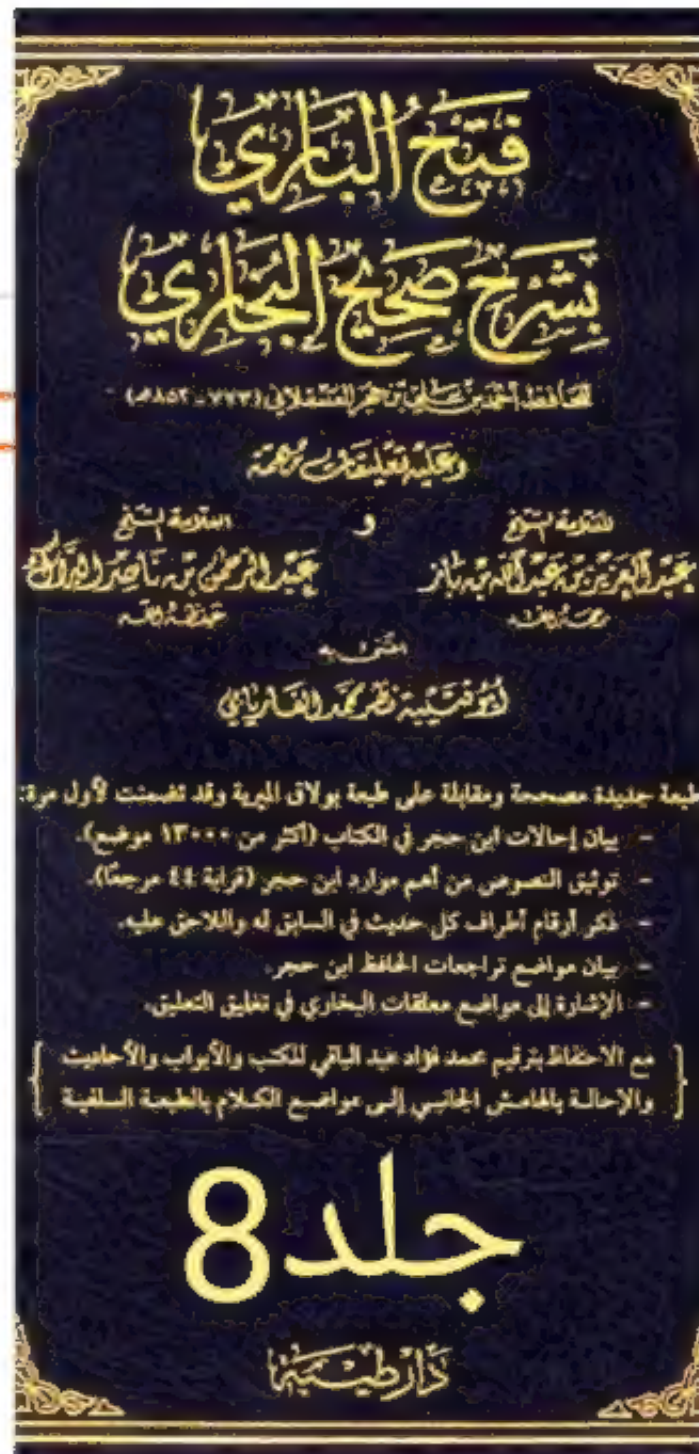 فتح الباري
بشرح صحيح البخاري
للحافظ أحمد بن علي بن حجر العسقلاني (٧٧٣ - ٨٥٢هـ)
وعليه تعليقات مهمة
للعلامة الشيخ و العلامة الشيخ
عبد العزيز بن عبد الله بن باز عبد الرحمن بن ناصر البراك
رحمه الله حفظه الله
اعتنى به
أبو قتيبة نظر محمد الفاريابي
طبعة جديدة مصححة ومقابلة على طبعة بولاق الميرية وقد تضمنت لأول مرة:
- بيان إحالات ابن حجر في الكتاب (أكثر من ١٣٠٠٠ موضع).
- توثيق النصوص من أهم موارد ابن حجر (قرابة ٤٤ مرجعًا).
- ذكر أرقام أطراف كل حديث في السابق له واللاحق عليه.
- بيان مواضع تراجعات الحافظ ابن حجر.
- الإشارة إلى مواضع معلقات البخاري في تغليق التعليق.
مع الاحتفاظ بترقيم محمد فؤاد عبد الباقي للكتب والأبواب والأحاديث
والإحالة بالهامش الجانبي إلى مواضع الكلام بالطبعة السلفية
جلد 8
دار طيبة